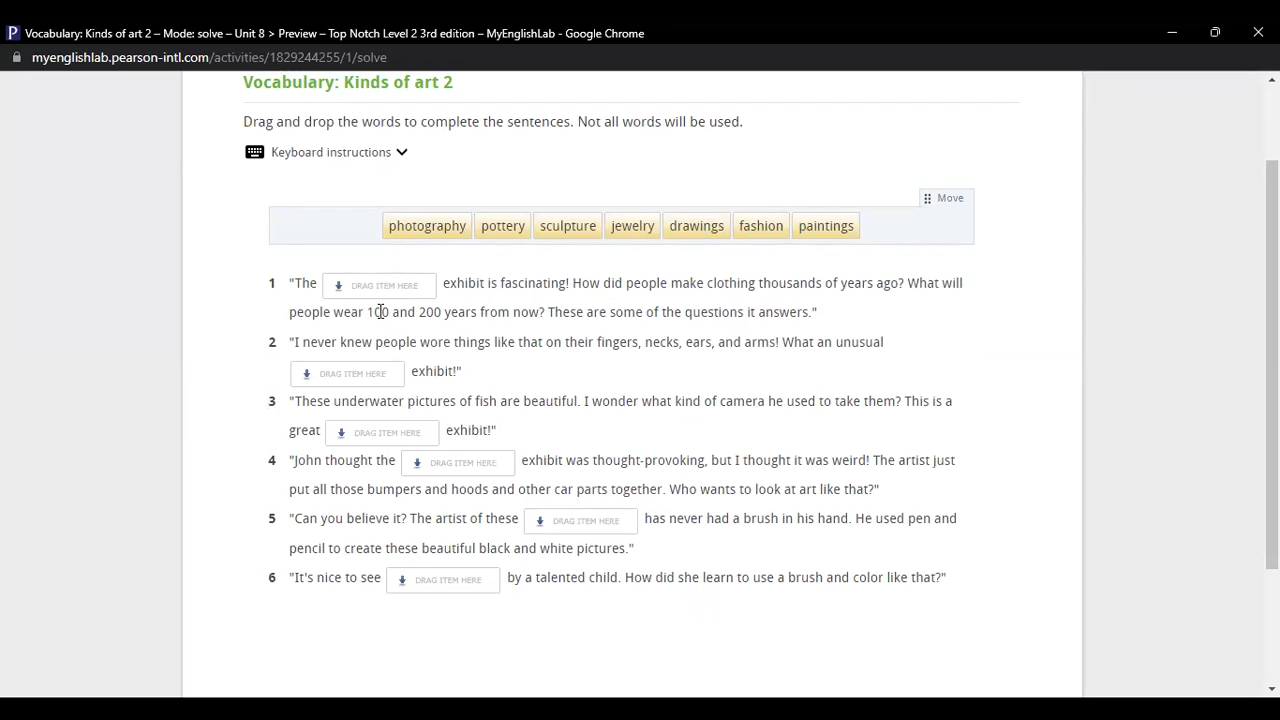 Vocabulary: Kinds of art 2 – Mode: solve – Unit 8 > Preview – Top Notch Level 2 3rd edition – MyEnglishLab - Google Chrome
myenglishlab.pearson-intl.com/activities/1829244255/1/solve
Vocabulary: Kinds of art 2
Drag and drop the words to complete the sentences. Not all words will be used.
Keyboard instructions
Move
photography pottery sculpture jewelry drawings fashion paintings
1 "The DRAG ITEM HERE exhibit is fascinating! How did people make clothing thousands of years ago? What will
people wear 100 and 200 years from now? These are some of the questions it answers."
2 "I never knew people wore things like that on their fingers, necks, ears, and arms! What an unusual
DRAG ITEM HERE exhibit!"
3 "These underwater pictures of fish are beautiful. I wonder what kind of camera he used to take them? This is a
great DRAG ITEM HERE exhibit!"
4 "John thought the DRAG ITEM HERE exhibit was thought-provoking, but I thought it was weird! The artist just
put all those bumpers and hoods and other car parts together. Who wants to look at art like that?"
5 "Can you believe it? The artist of these DRAG ITEM HERE has never had a brush in his hand. He used pen and
pencil to create these beautiful black and white pictures."
6 "It's nice to see DRAG ITEM HERE by a talented child. How did she learn to use a brush and color like that?"